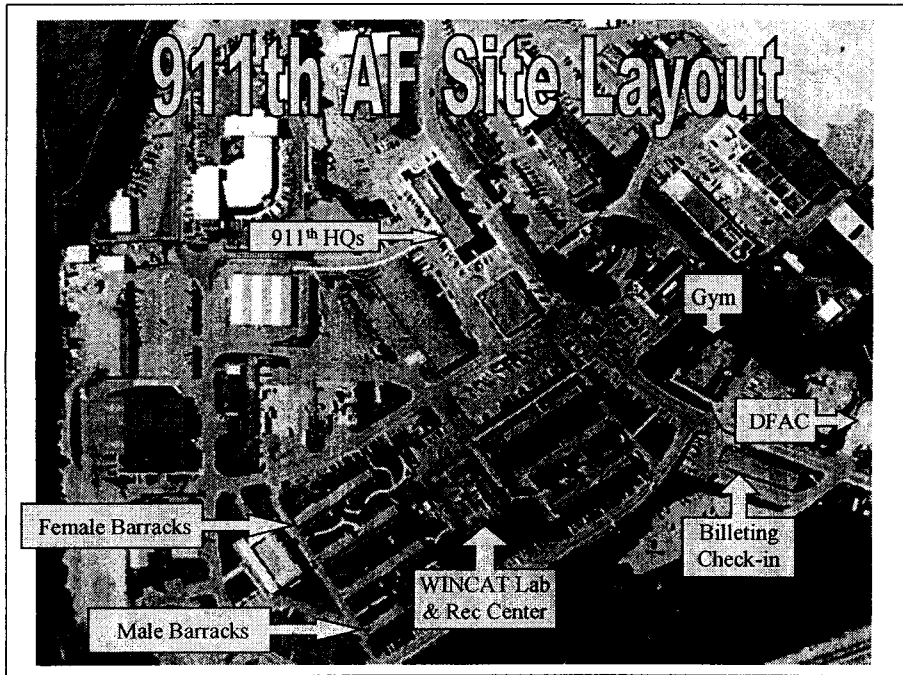 911th AF Site Layout
911th HQs
Gym
DFAC
Female Barracks
Billeting
Check-in
WINCAT Lab
& Rec Center
Male Barracks